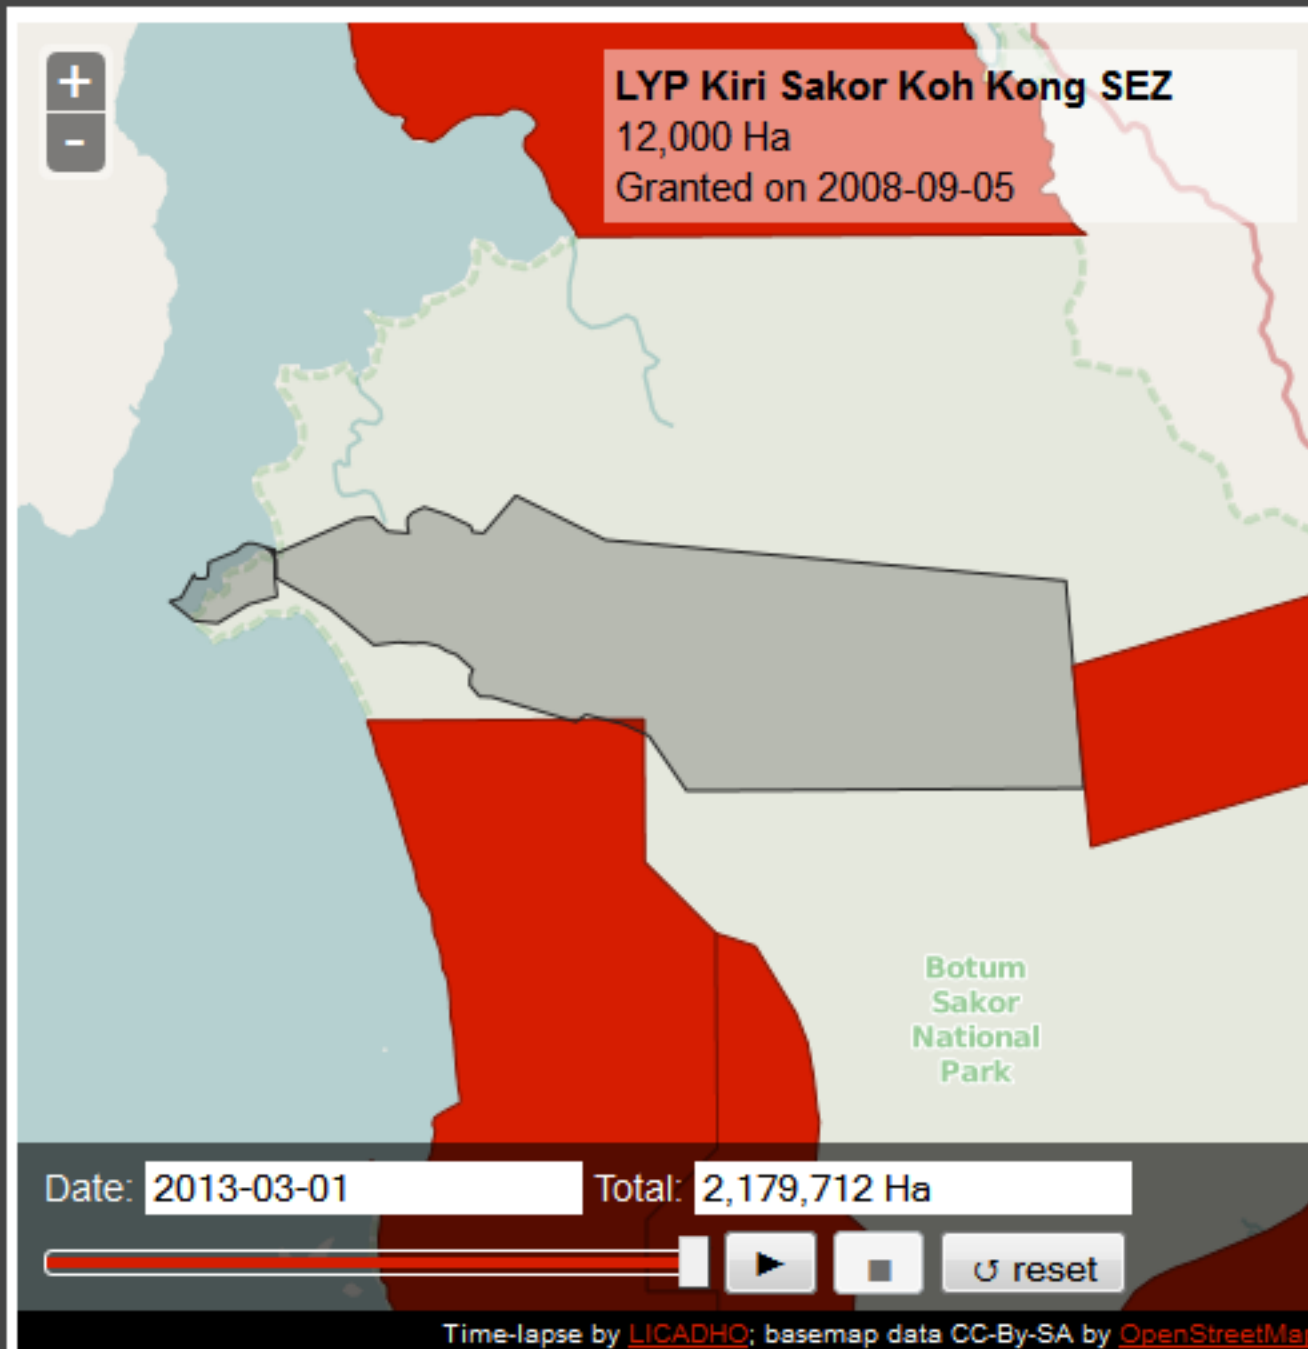 +
-
LYP Kiri Sakor Koh Kong SEZ
12,000 Ha
Granted on 2008-09-05
Botum
Sakor
National
Park
Date: 2013-03-01 Total: 2,179,712 Ha
↺ reset
Time-lapse by LICADHO; basemap data CC-By-SA by OpenStreetMap